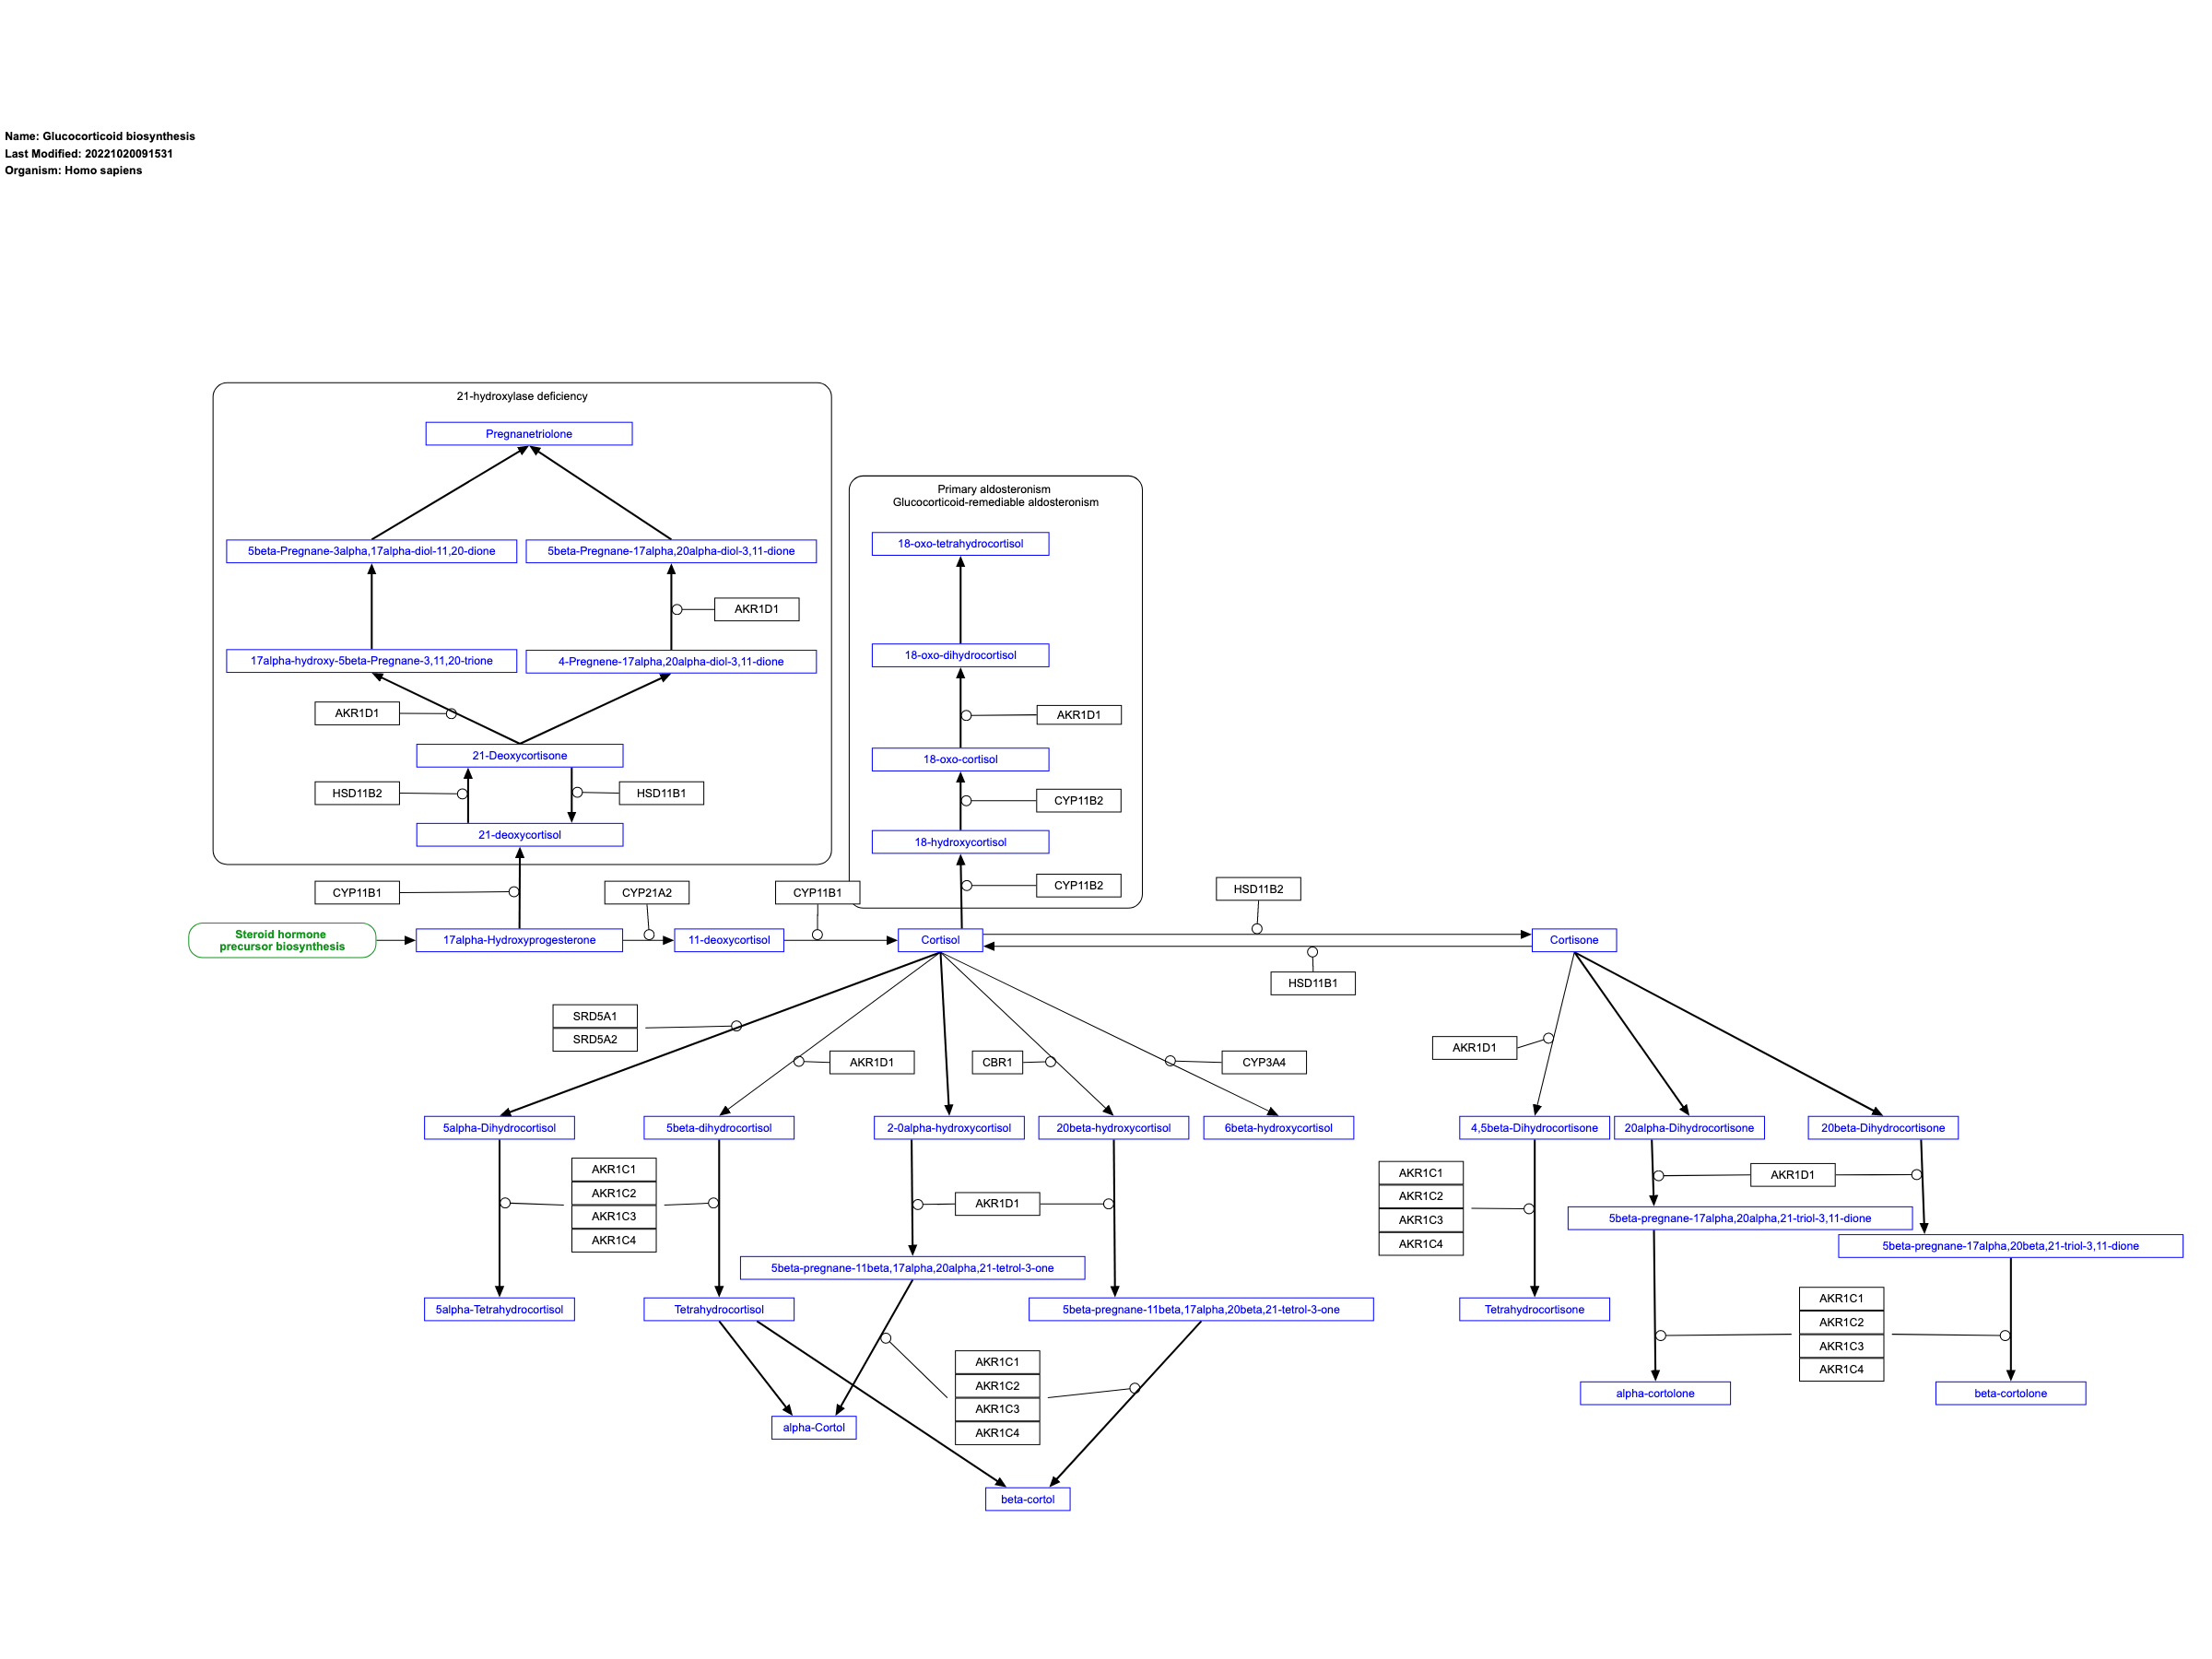 Name: Glucocorticoid biosynthesis
Last Modified: 20221020091531
Organism: Homo sapiens
21-hydroxylase deficiency
Pregnanetriolone
5beta-Pregnane-3alpha,17alpha-diol-11,20-dione
5beta-Pregnane-17alpha,20alpha-diol-3,11-dione
AKR1D1
17alpha-hydroxy-5beta-Pregnane-3,11,20-trione
4-Pregnene-17alpha,20alpha-diol-3,11-dione
AKR1D1
21-Deoxycortisone
HSD11B2
HSD11B1
21-deoxycortisol
Primary aldosteronism
Glucocorticoid-remediable aldosteronism
18-oxo-tetrahydrocortisol
18-oxo-dihydrocortisol
AKR1D1
18-oxo-cortisol
CYP11B2
18-hydroxycortisol
CYP11B2
CYP11B1
CYP21A2
CYP11B1
HSD11B2
Steroid hormone
precursor biosynthesis
17alpha-Hydroxyprogesterone
11-deoxycortisol
Cortisol
Cortisone
HSD11B1
SRD5A1
SRD5A2
AKR1D1
CBR1
CYP3A4
AKR1D1
5alpha-Dihydrocortisol
5beta-dihydrocortisol
2-0alpha-hydroxycortisol
20beta-hydroxycortisol
6beta-hydroxycortisol
4,5beta-Dihydrocortisone
20alpha-Dihydrocortisone
20beta-Dihydrocortisone
AKR1C1
AKR1C2
AKR1C3
AKR1C4
AKR1D1
AKR1C1
AKR1C2
AKR1C3
AKR1C4
AKR1D1
5beta-pregnane-17alpha,20alpha,21-triol-3,11-dione
5beta-pregnane-17alpha,20beta,21-triol-3,11-dione
5beta-pregnane-11beta,17alpha,20alpha,21-tetrol-3-one
5alpha-Tetrahydrocortisol
Tetrahydrocortisol
5beta-pregnane-11beta,17alpha,20beta,21-tetrol-3-one
Tetrahydrocortisone
AKR1C1
AKR1C2
AKR1C3
AKR1C4
AKR1C1
AKR1C2
AKR1C3
AKR1C4
alpha-cortolone
beta-cortolone
alpha-Cortol
beta-cortol